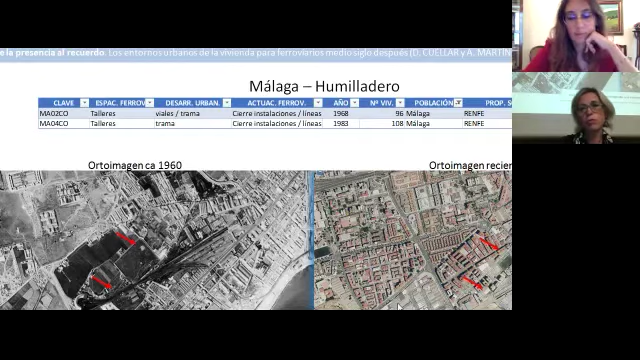 e la presencia al recuerdo. Los entornos urbanos de la vivienda para ferroviarios medio siglo después (D. CUÉLLAR y A. MARTÍN
Málaga – Humilladero
CLAVE ESPAC. FERROV DESARR. URBAN. ACTUAC. FERROV. AÑO Nº VIV. POBLACIÓN PROP. S
MA02CO Talleres viales / trama Cierre instalaciones / líneas 1968 96 Málaga RENFE
MA04CO Talleres trama Cierre instalaciones / líneas 1983 108 Málaga RENFE
Ortoimagen ca 1960 Ortoimagen recien